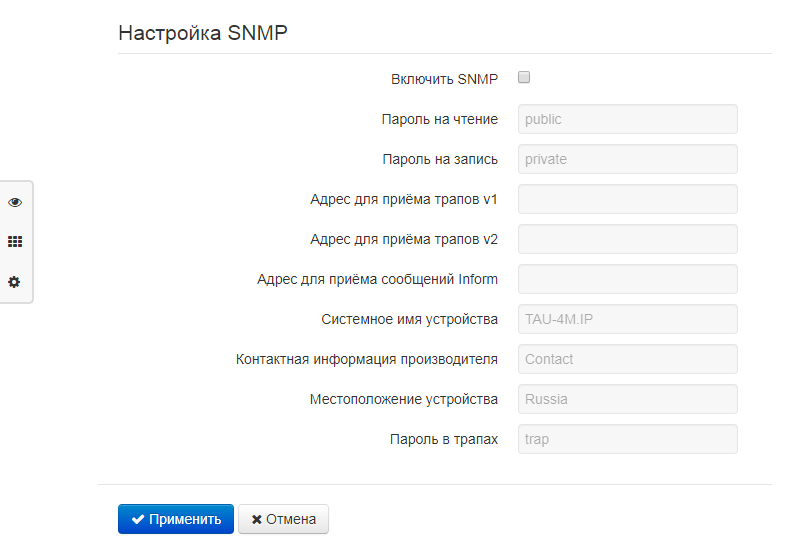 Настройка SNMP
Включить SNMP
Пароль на чтение public
Пароль на запись private
Адрес для приёма трапов v1
Адрес для приёма трапов v2
Адрес для приёма сообщений Inform
Системное имя устройства TAU-4M.IP
Контактная информация производителя Contact
Местоположение устройства Russia
Пароль в трапах trap
Применить Отмена